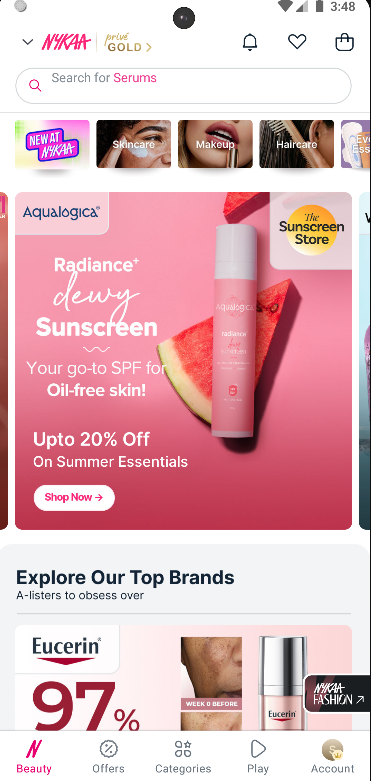 3:48
NYKAA
privé
GOLD >
Search for Serums
NEW AT
NYKAA
Skincare
Makeup
Haircare
Aqualogica®
The
Sunscreen
Store
Radiance+
dewy
Sunscreen
Your go-to SPF for
Oil-free skin!
Aqualogica
radiance
Upto 20% Off
On Summer Essentials
Shop Now →
Explore Our Top Brands
A-listers to obsess over
Eucerin®
97%
WEEK 0 BEFORE
Eucerin
NYKAA
FASHION ↗
Beauty
Offers
Categories
Play
Account